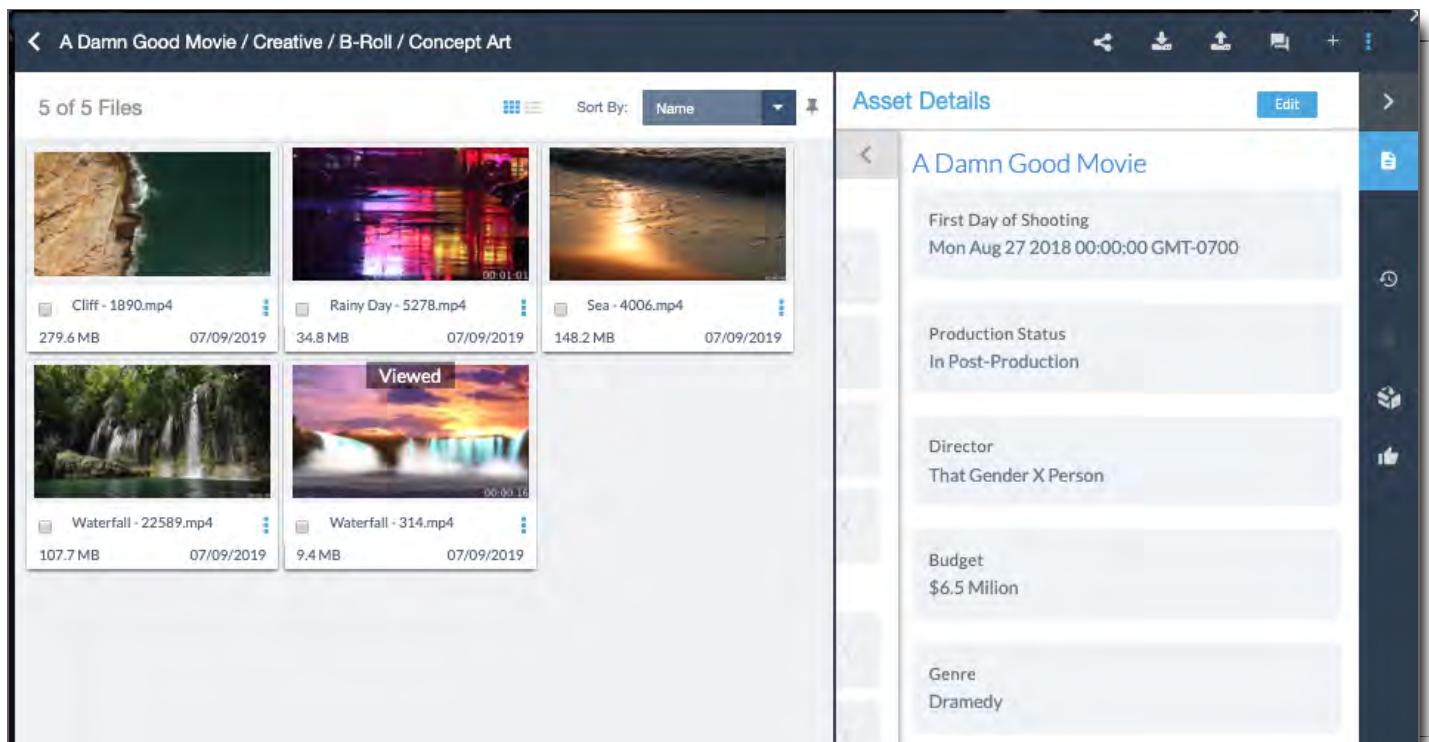 A Damn Good Movie / Creative / B-Roll / Concept Art
5 of 5 Files
Sort By:
Name
00:01:01
Cliff - 1890.mp4
279.6 MB 07/09/2019
Rainy Day - 5278.mp4
34.8 MB 07/09/2019
Sea - 4006.mp4
148.2 MB 07/09/2019
Viewed
00:00:16
Waterfall - 22589.mp4
107.7 MB 07/09/2019
Waterfall - 314.mp4
9.4 MB 07/09/2019
Asset Details
Edit
A Damn Good Movie
First Day of Shooting
Mon Aug 27 2018 00:00:00 GMT-0700
Production Status
In Post-Production
Director
That Gender X Person
Budget
$6.5 Milion
Genre
Dramedy